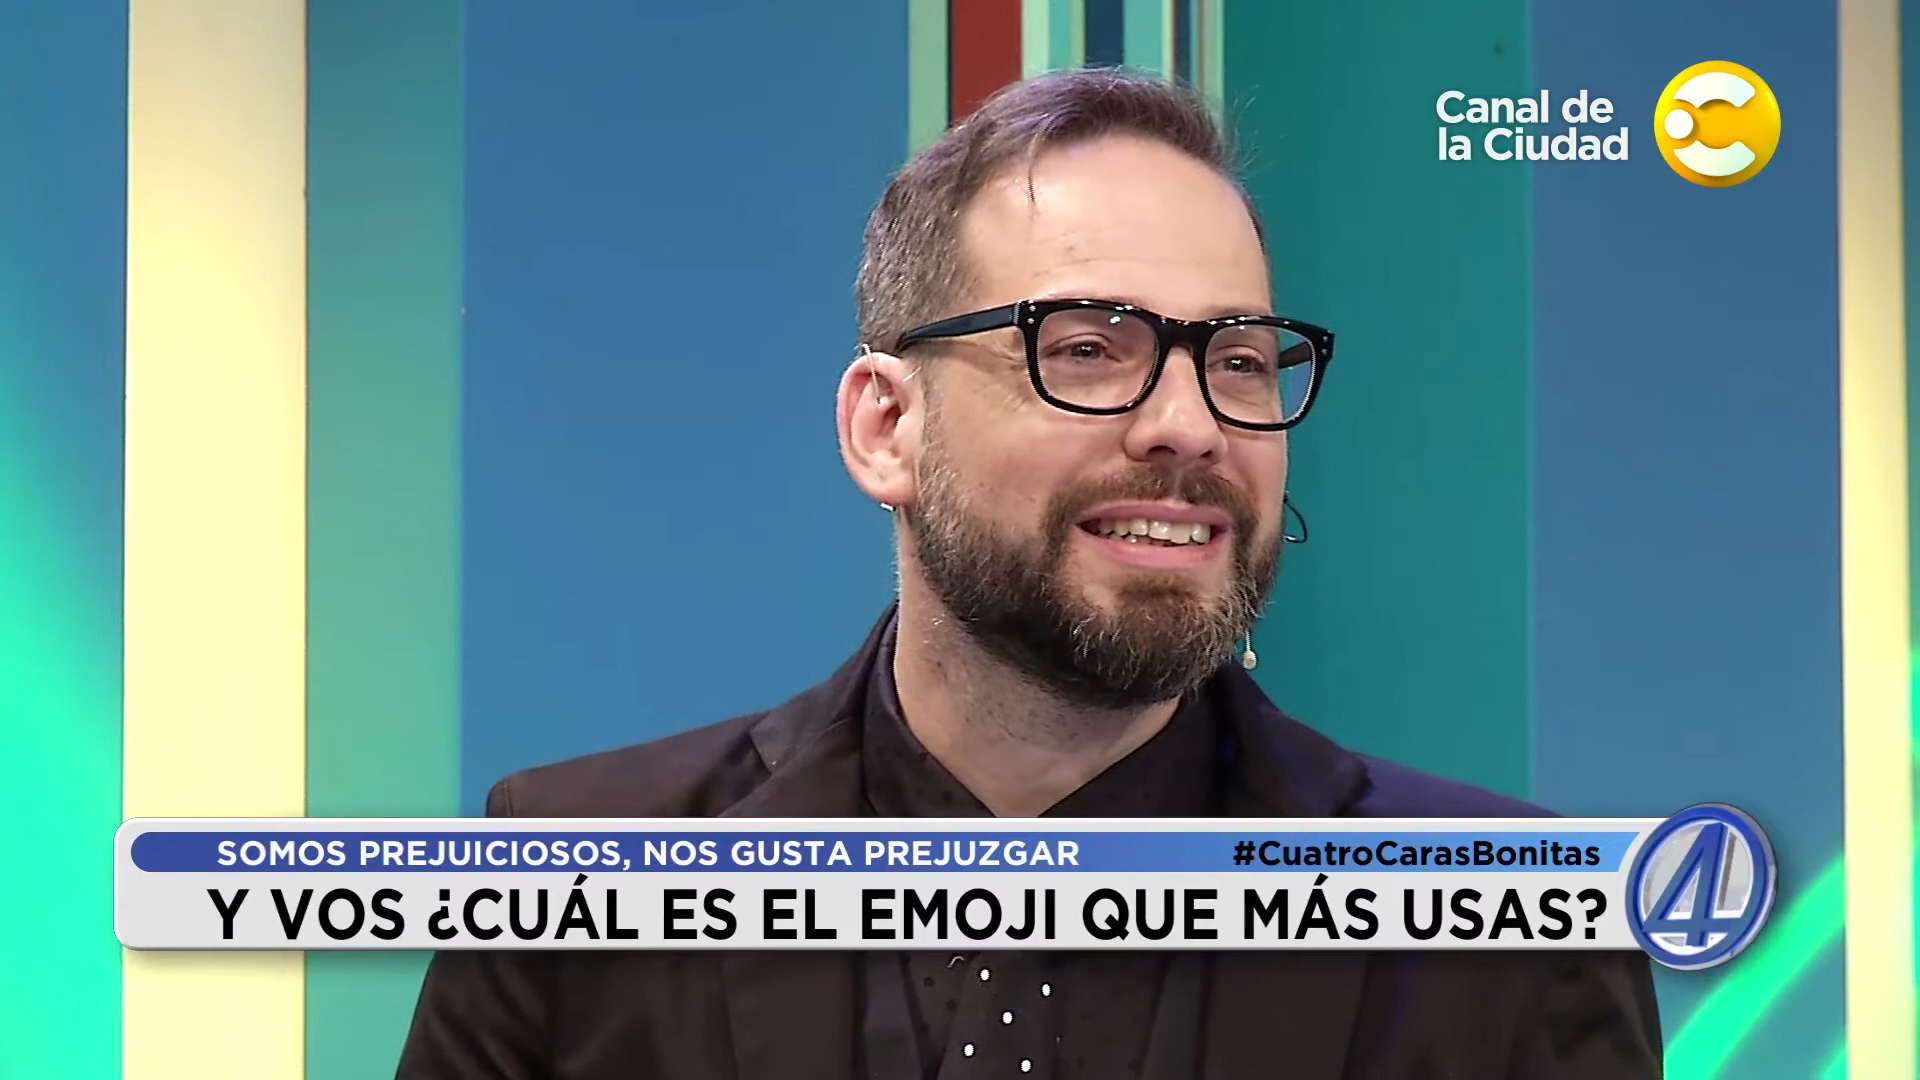 Canal de
la Ciudad
SOMOS PREJUICIOSOS, NOS GUSTA PREJUZGAR #CuatroCarasBonitas
Y VOS ¿CUÁL ES EL EMOJI QUE MÁS USAS?
4